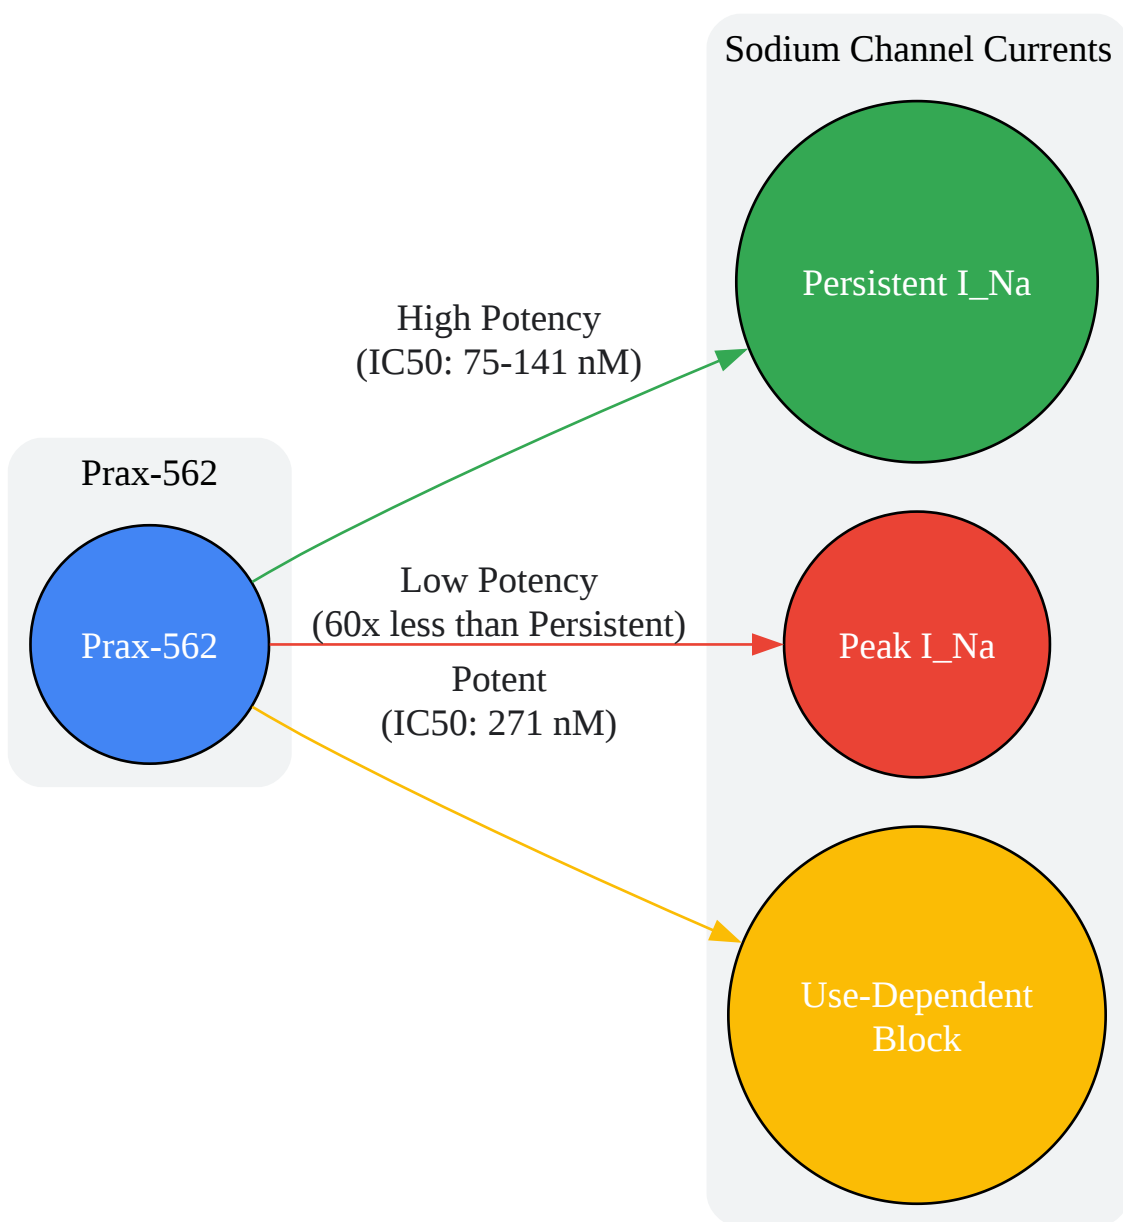 Sodium Channel Currents
Persistent I_Na
High Potency
(IC50: 75-141 nM)
Prax-562
Prax-562
Low Potency
(60x less than Persistent)
Peak I_Na
Potent
(IC50: 271 nM)
Use-Dependent
Block